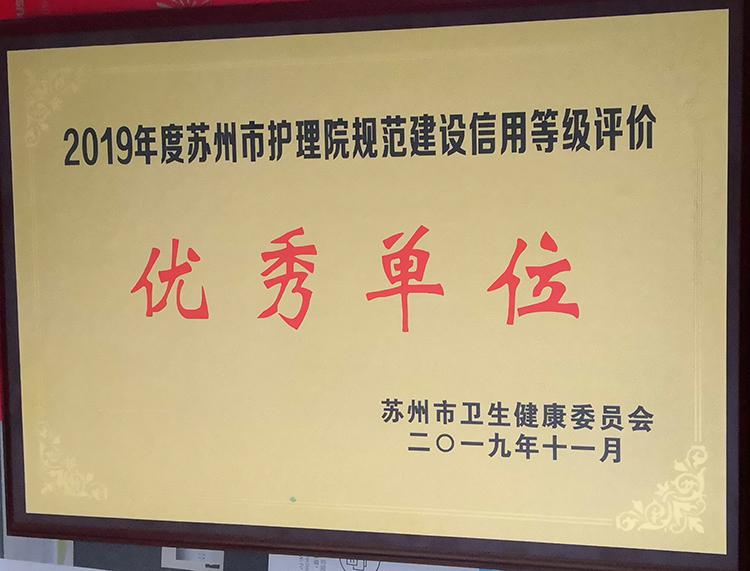 2019年度苏州市护理院规范建设信用等级评价
优秀单位
苏州市卫生健康委员会
二〇一九年十一月